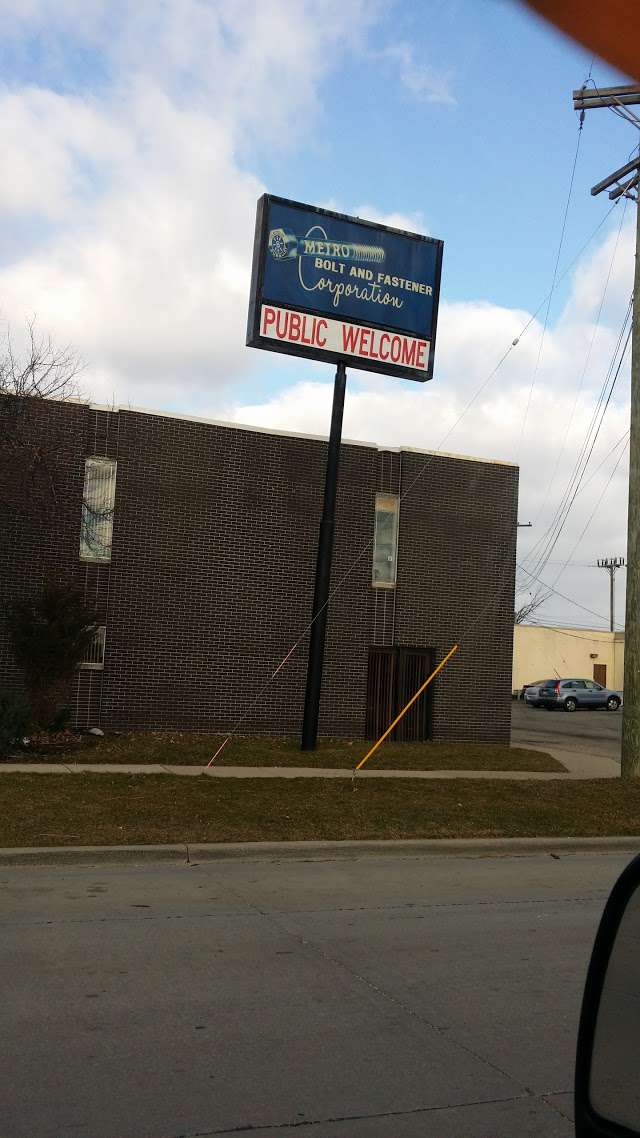 METRO
BOLT AND FASTENER
Corporation
PUBLIC WELCOME